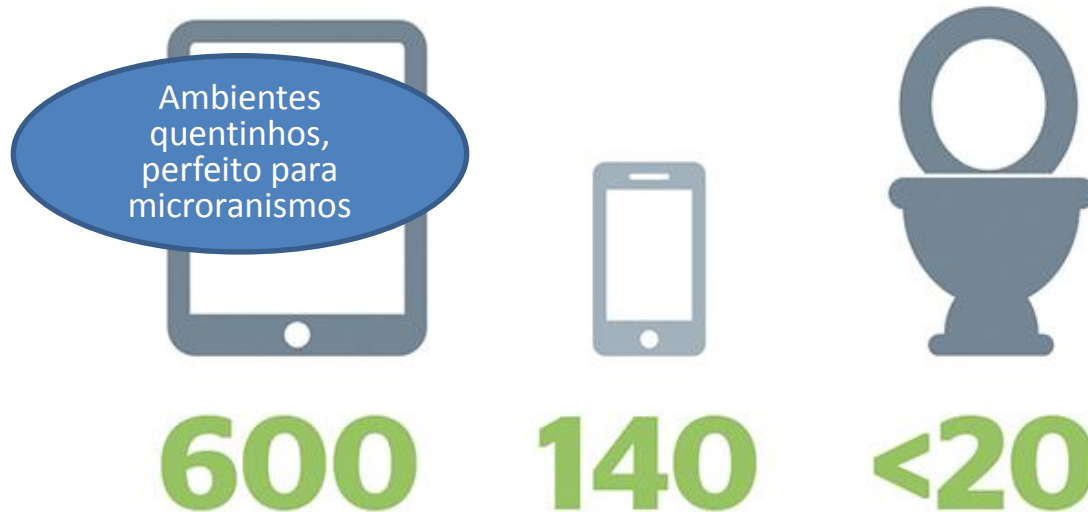 Ambientes
quentinhos,
perfeito para
microranismos
600 140 <20